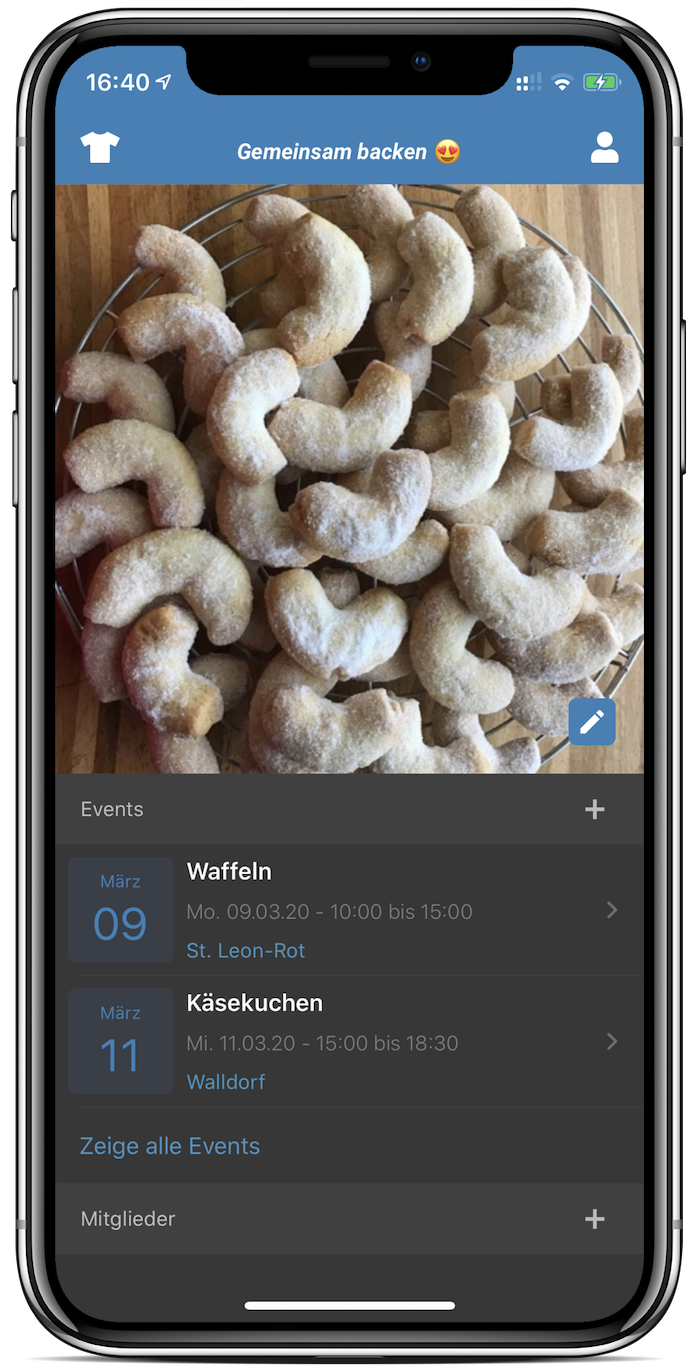 16:40
Gemeinsam backen 😍
Events
März
09
Waffeln
Mo. 09.03.20 - 10:00 bis 15:00
St. Leon-Rot
März
11
Käsekuchen
Mi. 11.03.20 - 15:00 bis 18:30
Walldorf
Zeige alle Events
Mitglieder